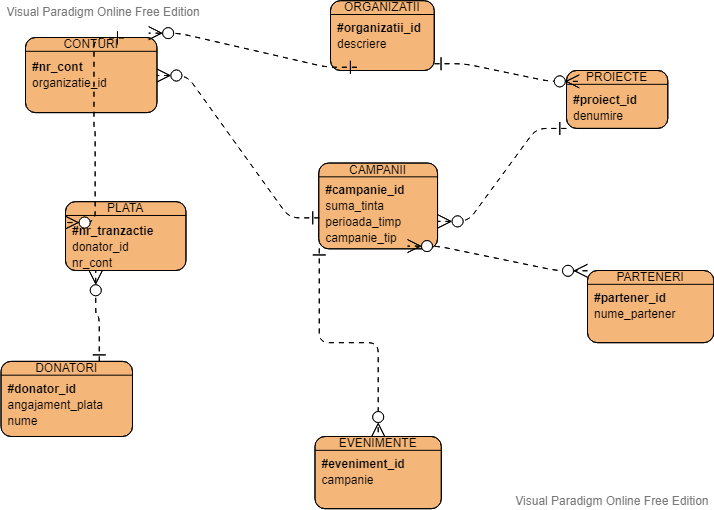 Visual Paradigm Online Free Edition
ORGANIZATII
#organizatii_id
descriere
CONTURI
#nr_cont
organizatie_id
PROIECTE
#proiect_id
denumire
CAMPANII
#campanie_id
suma_tinta
perioada_timp
campanie_tip
PLATA
#nr_tranzactie
donator_id
nr_cont
PARTENERI
#partener_id
nume_partener
DONATORI
#donator_id
angajament_plata
nume
EVENIMENTE
#eveniment_id
campanie
Visual Paradigm Online Free Edition